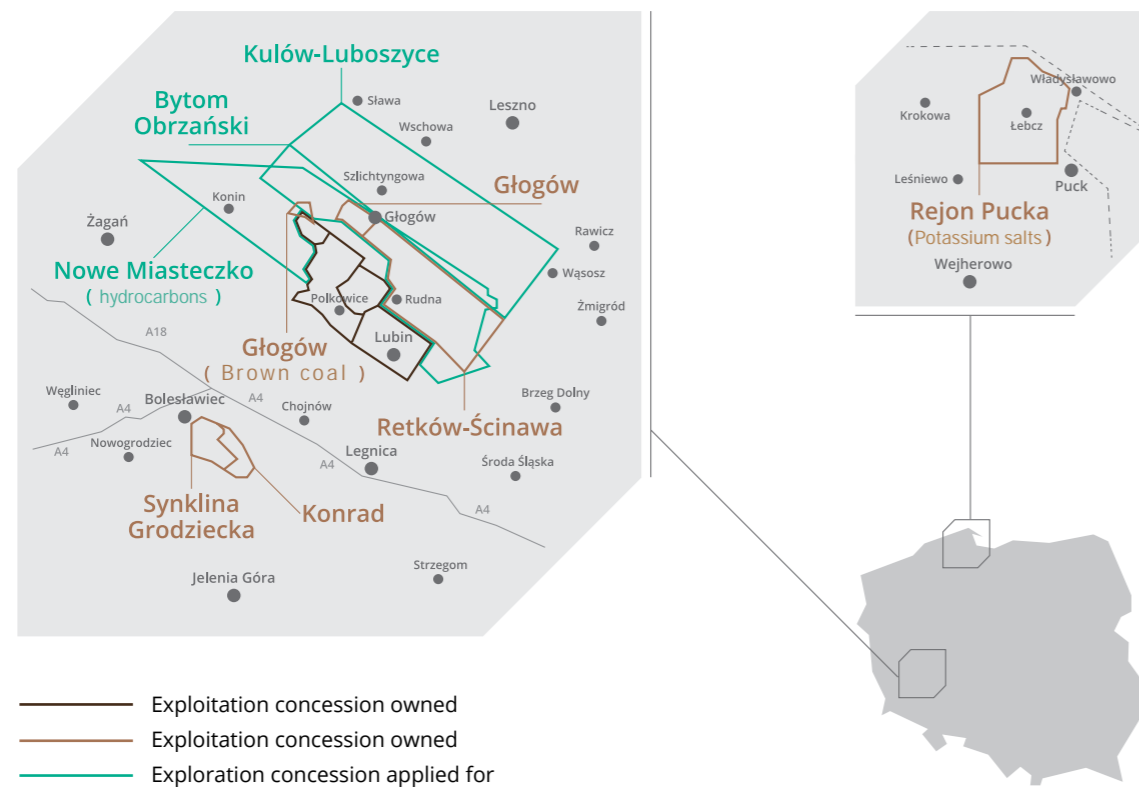 Kulów-Luboszyce
Bytom
Obrzański
Sława
Leszno
Wschowa
Szlichtyngowa
Głogów
Konin
Głogów
Żagań
Rawicz
Nowe Miasteczko
( hydrocarbons )
Wąsosz
Polkowice
Rudna
Żmigród
A18
Głogów
( Brown coal )
Lubin
Węgliniec
A4
Bolesławiec
A4
Chojnów
Brzeg Dolny
Retków-Ścinawa
A4
Nowogrodziec
Legnica
A4
Środa Śląska
Synklina
Grodziecka
Konrad
A4
Jelenia Góra
Strzegom
Władysławowo
Krokowa
Łebcz
Leśniewo
Puck
Rejon Pucka
(Potassium salts)
Wejherowo
Exploitation concession owned
Exploitation concession owned
Exploration concession applied for